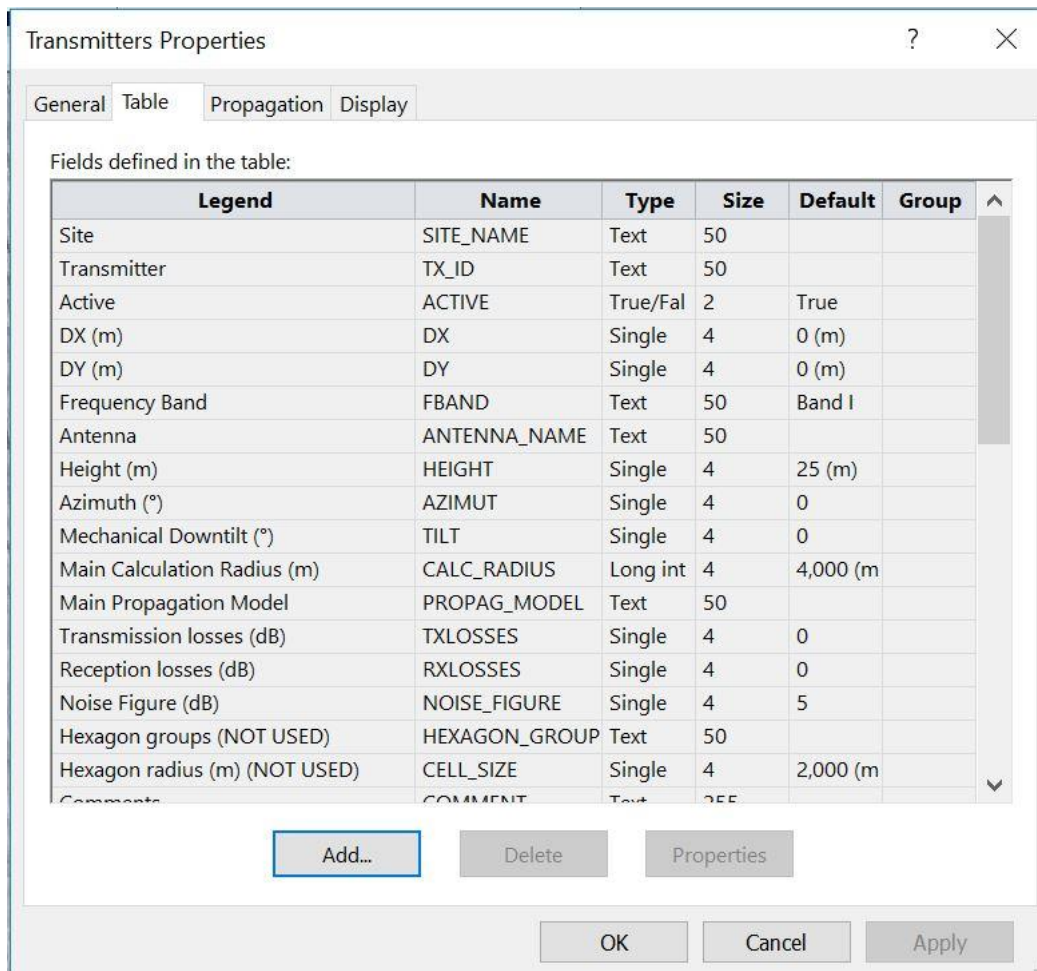 Transmitters Properties ?
General Table Propagation Display
Fields defined in the table:
Legend Name Type Size Default Group
Site SITE_NAME Text 50
Transmitter TX_ID Text 50
Active ACTIVE True/Fal 2 True
DX (m) DX Single 4 0 (m)
DY (m) DY Single 4 0 (m)
Frequency Band FBAND Text 50 Band I
Antenna ANTENNA_NAME Text 50
Height (m) HEIGHT Single 4 25 (m)
Azimuth (°) AZIMUT Single 4 0
Mechanical Downtilt (°) TILT Single 4 0
Main Calculation Radius (m) CALC_RADIUS Long int 4 4,000 (m
Main Propagation Model PROPAG_MODEL Text 50
Transmission losses (dB) TXLOSSES Single 4 0
Reception losses (dB) RXLOSSES Single 4 0
Noise Figure (dB) NOISE_FIGURE Single 4 5
Hexagon groups (NOT USED) HEXAGON_GROUP Text 50
Hexagon radius (m) (NOT USED) CELL_SIZE Single 4 2,000 (m
Comments COMMENT Text 255
Add... Delete Properties
OK Cancel Apply